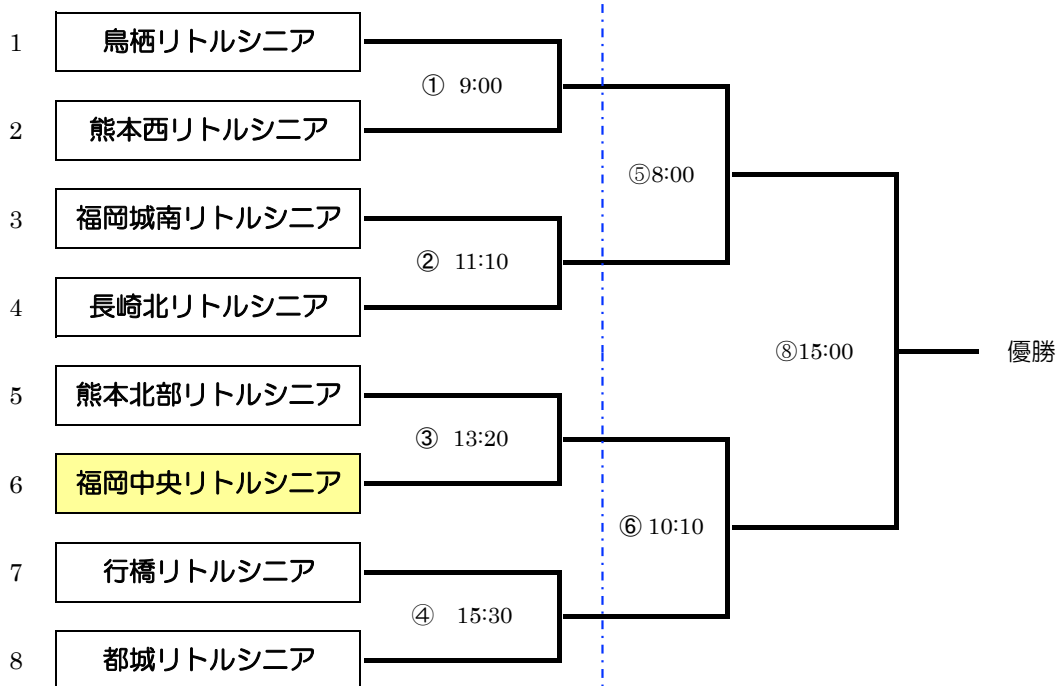 1 鳥栖リトルシニア
① 9:00
2 熊本西リトルシニア
⑤8:00
3 福岡城南リトルシニア
② 11:10
4 長崎北リトルシニア
⑧15:00 優勝
5 熊本北部リトルシニア
③ 13:20
6 福岡中央リトルシニア
⑥ 10:10
7 行橋リトルシニア
④ 15:30
8 都城リトルシニア